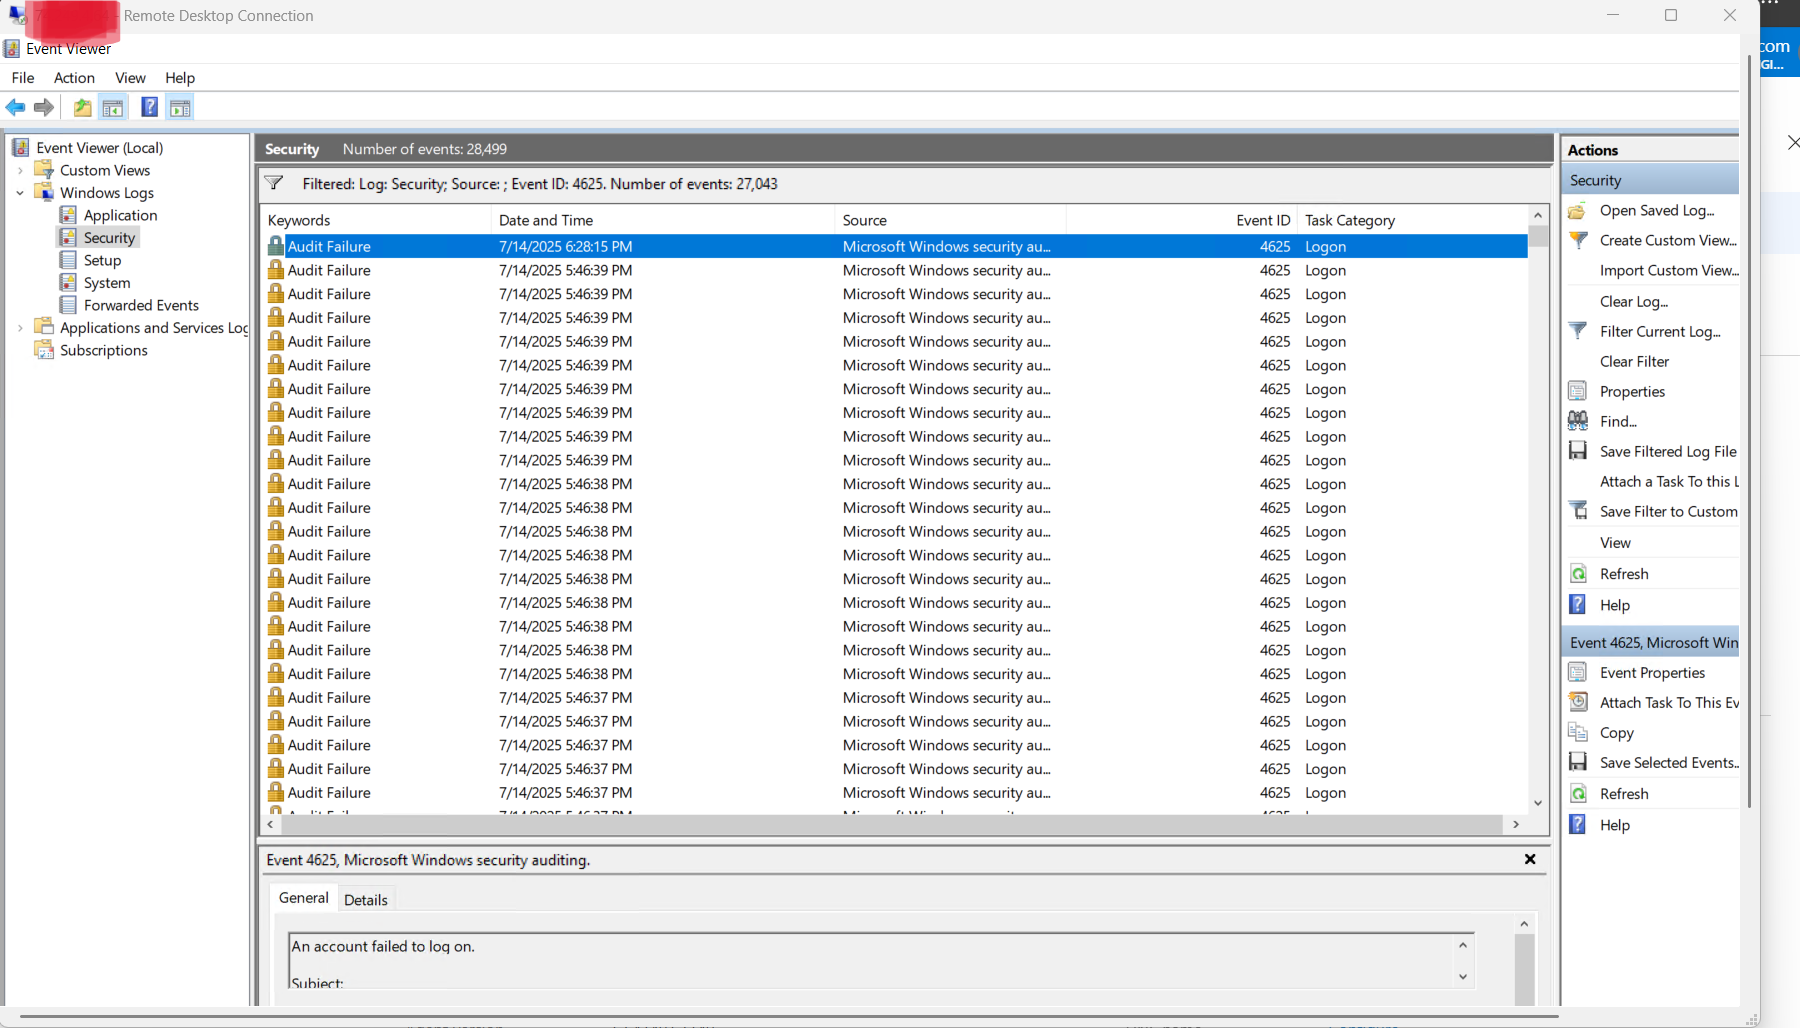 Remote Desktop Connection
Event Viewer
File Action View Help
Event Viewer (Local)
Custom Views
Windows Logs
Application
Security
Setup
System
Forwarded Events
Applications and Services Log
Subscriptions
Security Number of events: 28,499
Filtered: Log: Security; Source: ; Event ID: 4625. Number of events: 27,043
Keywords Date and Time Source Event ID Task Category
Audit Failure 7/14/2025 6:28:15 PM Microsoft Windows security au... 4625 Logon
Audit Failure 7/14/2025 5:46:39 PM Microsoft Windows security au... 4625 Logon
Audit Failure 7/14/2025 5:46:39 PM Microsoft Windows security au... 4625 Logon
Audit Failure 7/14/2025 5:46:39 PM Microsoft Windows security au... 4625 Logon
Audit Failure 7/14/2025 5:46:39 PM Microsoft Windows security au... 4625 Logon
Audit Failure 7/14/2025 5:46:39 PM Microsoft Windows security au... 4625 Logon
Audit Failure 7/14/2025 5:46:39 PM Microsoft Windows security au... 4625 Logon
Audit Failure 7/14/2025 5:46:39 PM Microsoft Windows security au... 4625 Logon
Audit Failure 7/14/2025 5:46:39 PM Microsoft Windows security au... 4625 Logon
Audit Failure 7/14/2025 5:46:39 PM Microsoft Windows security au... 4625 Logon
Audit Failure 7/14/2025 5:46:38 PM Microsoft Windows security au... 4625 Logon
Audit Failure 7/14/2025 5:46:38 PM Microsoft Windows security au... 4625 Logon
Audit Failure 7/14/2025 5:46:38 PM Microsoft Windows security au... 4625 Logon
Audit Failure 7/14/2025 5:46:38 PM Microsoft Windows security au... 4625 Logon
Audit Failure 7/14/2025 5:46:38 PM Microsoft Windows security au... 4625 Logon
Audit Failure 7/14/2025 5:46:38 PM Microsoft Windows security au... 4625 Logon
Audit Failure 7/14/2025 5:46:38 PM Microsoft Windows security au... 4625 Logon
Audit Failure 7/14/2025 5:46:38 PM Microsoft Windows security au... 4625 Logon
Audit Failure 7/14/2025 5:46:38 PM Microsoft Windows security au... 4625 Logon
Audit Failure 7/14/2025 5:46:37 PM Microsoft Windows security au... 4625 Logon
Audit Failure 7/14/2025 5:46:37 PM Microsoft Windows security au... 4625 Logon
Audit Failure 7/14/2025 5:46:37 PM Microsoft Windows security au... 4625 Logon
Audit Failure 7/14/2025 5:46:37 PM Microsoft Windows security au... 4625 Logon
Audit Failure 7/14/2025 5:46:37 PM Microsoft Windows security au... 4625 Logon
Event 4625, Microsoft Windows security auditing.
General Details
An account failed to log on.
Subject:
Actions
Security
Open Saved Log...
Create Custom View...
Import Custom View...
Clear Log...
Filter Current Log...
Clear Filter
Properties
Find...
Save Filtered Log File
Attach a Task To this L
Save Filter to Custom
View
Refresh
Help
Event 4625, Microsoft Win
Event Properties
Attach Task To This Ev
Copy
Save Selected Events..
Refresh
Help
com
GI...